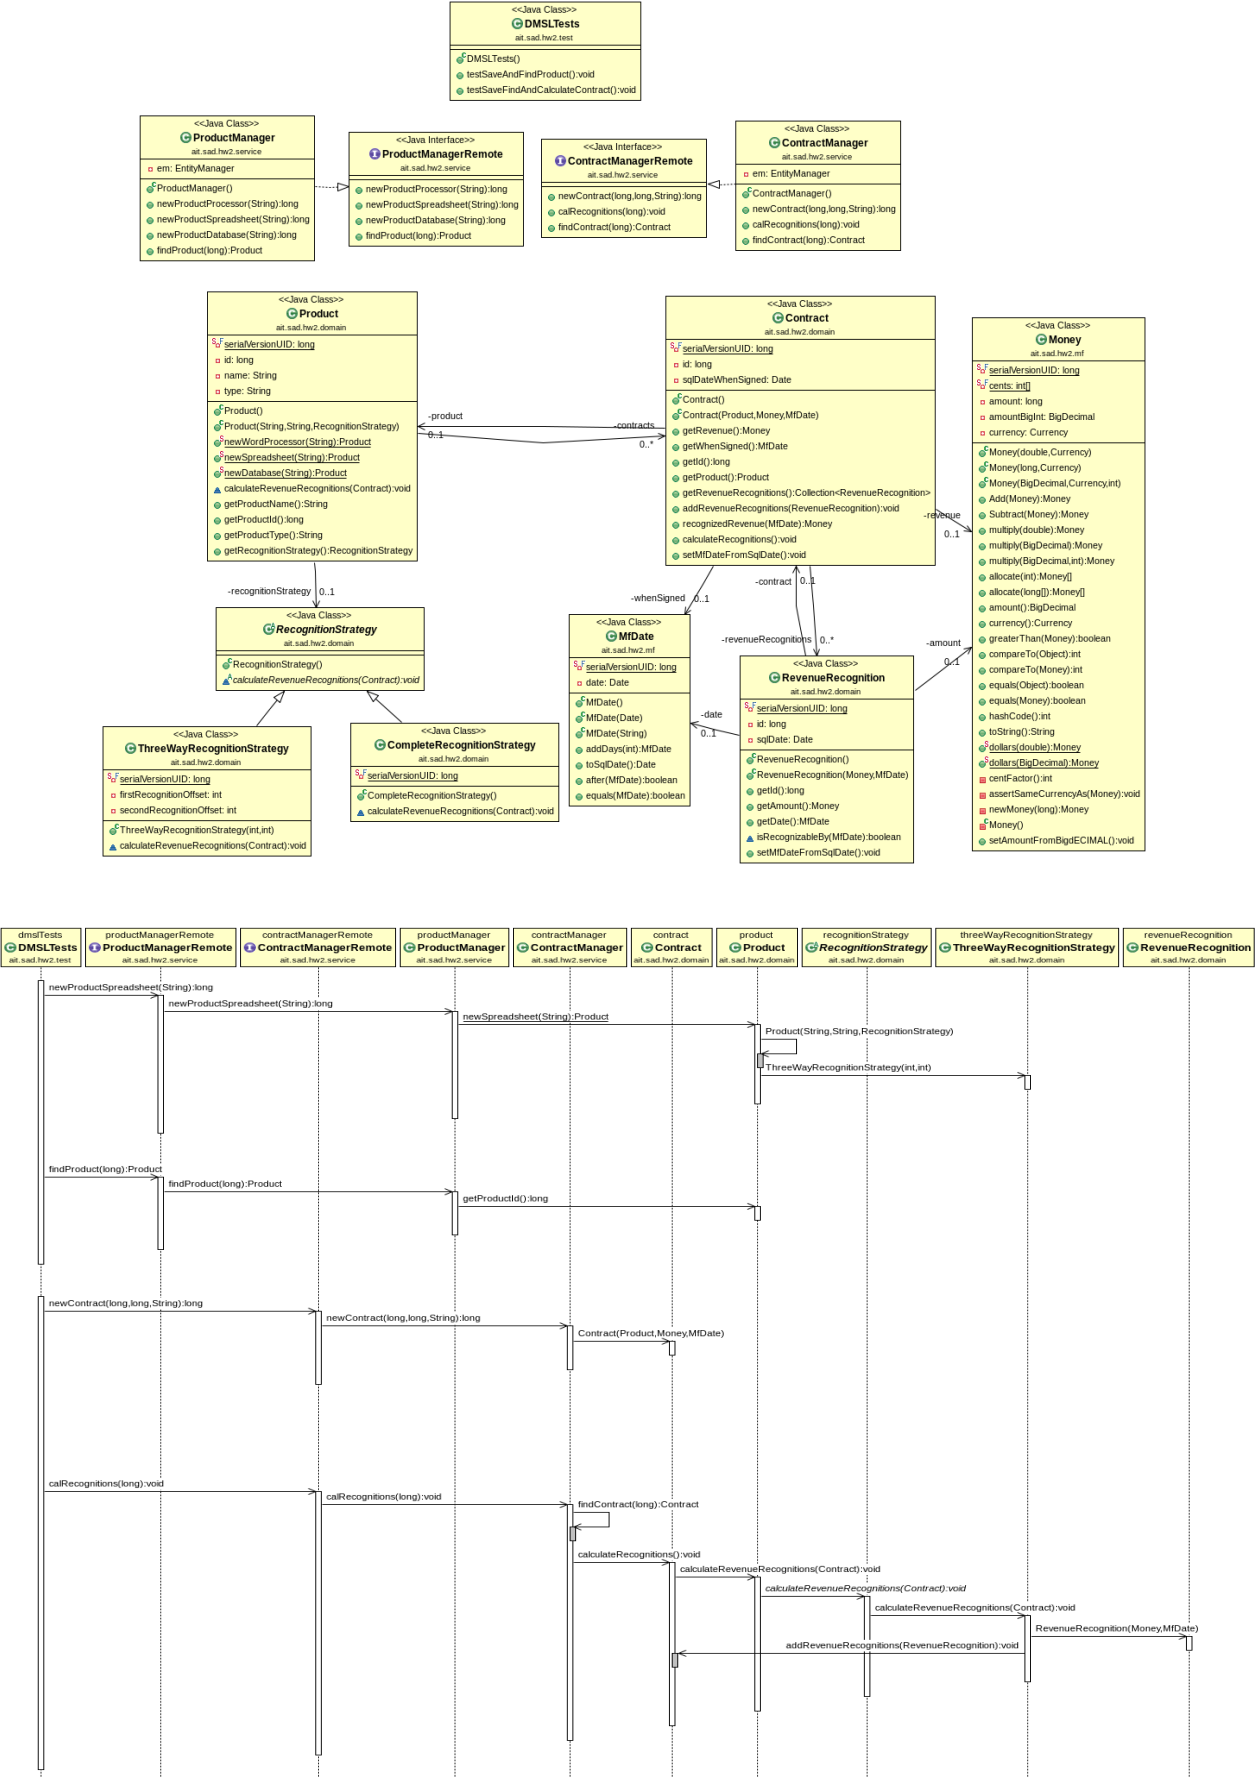 <<Java Class>>
DMSLTests
ait.sad.hw2.test
DMSLTests()
testSaveAndFindProduct():void
testSaveFindAndCalculateContract():void
<<Java Class>>
ProductManager
ait.sad.hw2.service
em: EntityManager
ProductManager()
newProductProcessor(String):long
newProductSpreadsheet(String):long
newProductDatabase(String):long
findProduct(long):Product
<<Java Interface>>
ProductManagerRemote
ait.sad.hw2.service
newProductProcessor(String):long
newProductSpreadsheet(String):long
newProductDatabase(String):long
findProduct(long):Product
<<Java Interface>>
ContractManagerRemote
ait.sad.hw2.service
newContract(long,long,String):long
calRecognitions(long):void
findContract(long):Contract
<<Java Class>>
ContractManager
ait.sad.hw2.service
em: EntityManager
ContractManager()
newContract(long,long,String):long
calRecognitions(long):void
findContract(long):Contract
<<Java Class>>
Product
ait.sad.hw2.domain
serialVersionUID: long
id: long
name: String
type: String
Product()
Product(String,String,RecognitionStrategy)
newWordProcessor(String):Product
newSpreadsheet(String):Product
newDatabase(String):Product
calculateRevenueRecognitions(Contract):void
getProductName():String
getProductId():long
getProductType():String
getRecognitionStrategy():RecognitionStrategy
-product
0..1
-contracts
0..*
<<Java Class>>
Contract
ait.sad.hw2.domain
serialVersionUID: long
id: long
sqlDateWhenSigned: Date
Contract()
Contract(Product,Money,MfDate)
getRevenue():Money
getWhenSigned():MfDate
getId():long
getProduct():Product
getRevenueRecognitions():Collection<RevenueRecognition>
addRevenueRecognitions(RevenueRecognition):void
recognizedRevenue(MfDate):Money
calculateRecognitions():void
setMfDateFromSqlDate():void
-revenue
0..1
<<Java Class>>
Money
ait.sad.hw2.mf
serialVersionUID: long
cents: int[]
amount: long
amountBigInt: BigDecimal
currency: Currency
Money(double,Currency)
Money(long,Currency)
Money(BigDecimal,Currency,int)
Add(Money):Money
Subtract(Money):Money
multiply(double):Money
multiply(BigDecimal):Money
multiply(BigDecimal,int):Money
allocate(int):Money[]
allocate(long[]):Money[]
amount():BigDecimal
currency():Currency
greaterThan(Money):boolean
compareTo(Object):int
compareTo(Money):int
equals(Object):boolean
equals(Money):boolean
hashCode():int
toString():String
dollars(double):Money
dollars(BigDecimal):Money
centFactor():int
assertSameCurrencyAs(Money):void
newMoney(long):Money
Money()
setAmountFromBigdECIMAL():void
-recognitionStrategy
0..1
<<Java Class>>
RecognitionStrategy
ait.sad.hw2.domain
RecognitionStrategy()
calculateRevenueRecognitions(Contract):void
-whenSigned
0..1
-contract
0..1
-revenueRecognitions
0..*
-amount
0..1
-date
0..1
<<Java Class>>
MfDate
ait.sad.hw2.mf
serialVersionUID: long
date: Date
MfDate()
MfDate(Date)
MfDate(String)
addDays(int):MfDate
toSqlDate():Date
after(MfDate):boolean
equals(MfDate):boolean
<<Java Class>>
RevenueRecognition
ait.sad.hw2.domain
serialVersionUID: long
id: long
sqlDate: Date
RevenueRecognition()
RevenueRecognition(Money,MfDate)
getId():long
getAmount():Money
getDate():MfDate
isRecognizableBy(MfDate):boolean
setMfDateFromSqlDate():void
<<Java Class>>
ThreeWayRecognitionStrategy
ait.sad.hw2.domain
serialVersionUID: long
firstRecognitionOffset: int
secondRecognitionOffset: int
ThreeWayRecognitionStrategy(int,int)
calculateRevenueRecognitions(Contract):void
<<Java Class>>
CompleteRecognitionStrategy
ait.sad.hw2.domain
serialVersionUID: long
CompleteRecognitionStrategy()
calculateRevenueRecognitions(Contract):void
dmslTests
DMSLTests
ait.sad.hw2.test
productManagerRemote
ProductManagerRemote
ait.sad.hw2.service
contractManagerRemote
ContractManagerRemote
ait.sad.hw2.service
productManager
ProductManager
ait.sad.hw2.service
contractManager
ContractManager
ait.sad.hw2.service
contract
Contract
ait.sad.hw2.domain
product
Product
ait.sad.hw2.domain
recognitionStrategy
RecognitionStrategy
ait.sad.hw2.domain
threeWayRecognitionStrategy
ThreeWayRecognitionStrategy
ait.sad.hw2.domain
revenueRecognition
RevenueRecognition
ait.sad.hw2.domain
newProductSpreadsheet(String):long
newProductSpreadsheet(String):long
newSpreadsheet(String):Product
Product(String,String,RecognitionStrategy)
ThreeWayRecognitionStrategy(int,int)
findProduct(long):Product
findProduct(long):Product
getProductId():long
newContract(long,long,String):long
newContract(long,long,String):long
Contract(Product,Money,MfDate)
calRecognitions(long):void
calRecognitions(long):void
findContract(long):Contract
calculateRecognitions():void
calculateRevenueRecognitions(Contract):void
calculateRevenueRecognitions(Contract):void
calculateRevenueRecognitions(Contract):void
RevenueRecognition(Money,MfDate)
addRevenueRecognitions(RevenueRecognition):void